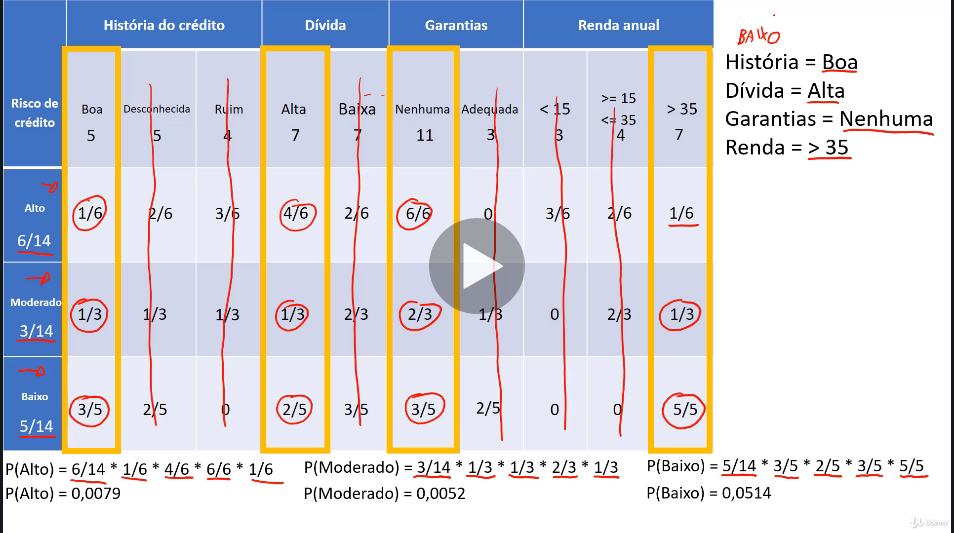 História do crédito Dívida Garantias Renda anual
BAIXO
História = Boa
Dívida = Alta
Garantias = Nenhuma
Renda = > 35
Risco de crédito Boa Desconhecida Ruim Alta Baixa Nenhuma Adequada < 15 >= 15 <= 35 > 35
5 5 4 7 7 11 3 3 4 7
Alto 6/14 1/6 2/6 3/6 4/6 2/6 6/6 0 3/6 2/6 1/6
Moderado 3/14 1/3 1/3 1/3 1/3 2/3 2/3 1/3 0 2/3 1/3
Baixo 5/14 3/5 2/5 0 2/5 3/5 3/5 2/5 0 0 5/5
P(Alto) = 6/14 * 1/6 * 4/6 * 6/6 * 1/6 P(Moderado) = 3/14 * 1/3 * 1/3 * 2/3 * 1/3 P(Baixo) = 5/14 * 3/5 * 2/5 * 3/5 * 5/5
P(Alto) = 0,0079 P(Moderado) = 0,0052 P(Baixo) = 0,0514
Udemy